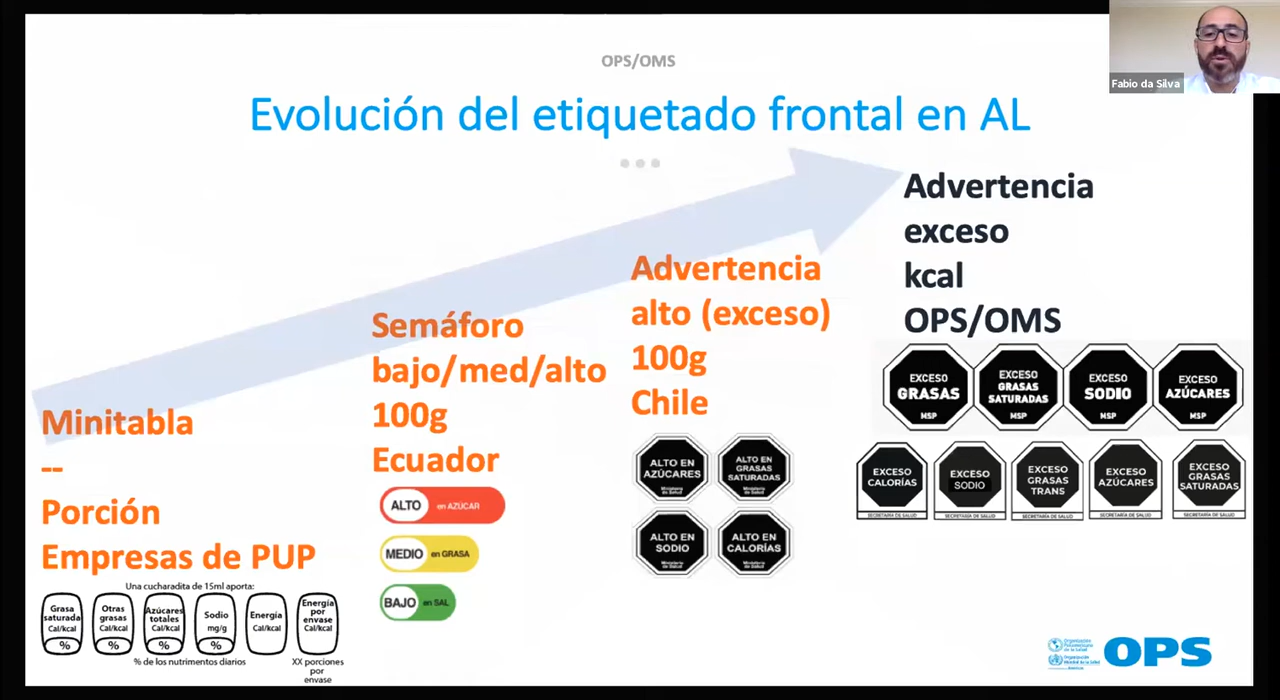 Fabio da Silva
OPS/OMS
Evolución del etiquetado frontal en AL
Minitabla
--
Porción
Empresas de PUP
Una cucharadita de 15ml aporta:
Grasa
saturada
Cal/kcal
%
Otras
grasas
Cal/kcal
%
Azúcares
totales
Cal/kcal
%
Sodio
mg/g
%
Energía
Cal/kcal
Energía
por
envase
Cal/kcal
% de los nutrimentos diarios
XX porciones
por
envase
Semáforo
bajo/med/alto
100g
Ecuador
ALTO en AZÚCAR
MEDIO en GRASA
BAJO en SAL
Advertencia
alto (exceso)
100g
Chile
ALTO EN
AZÚCARES
Ministerio
de Salud
ALTO EN
GRASAS
SATURADAS
Ministerio
de Salud
ALTO EN
SODIO
Ministerio
de Salud
ALTO EN
CALORÍAS
Ministerio
de Salud
Advertencia
exceso
kcal
OPS/OMS
EXCESO
GRASAS
MSP
EXCESO
GRASAS
SATURADAS
MSP
EXCESO
SODIO
MSP
EXCESO
AZÚCARES
MSP
EXCESO
CALORÍAS
SECRETARÍA DE SALUD
EXCESO
SODIO
SECRETARÍA DE SALUD
EXCESO
GRASAS
TRANS
SECRETARÍA DE SALUD
EXCESO
AZÚCARES
SECRETARÍA DE SALUD
EXCESO
GRASAS
SATURADAS
SECRETARÍA DE SALUD
Organización
Panamericana
de la Salud
Organización
Mundial de la Salud
OPS